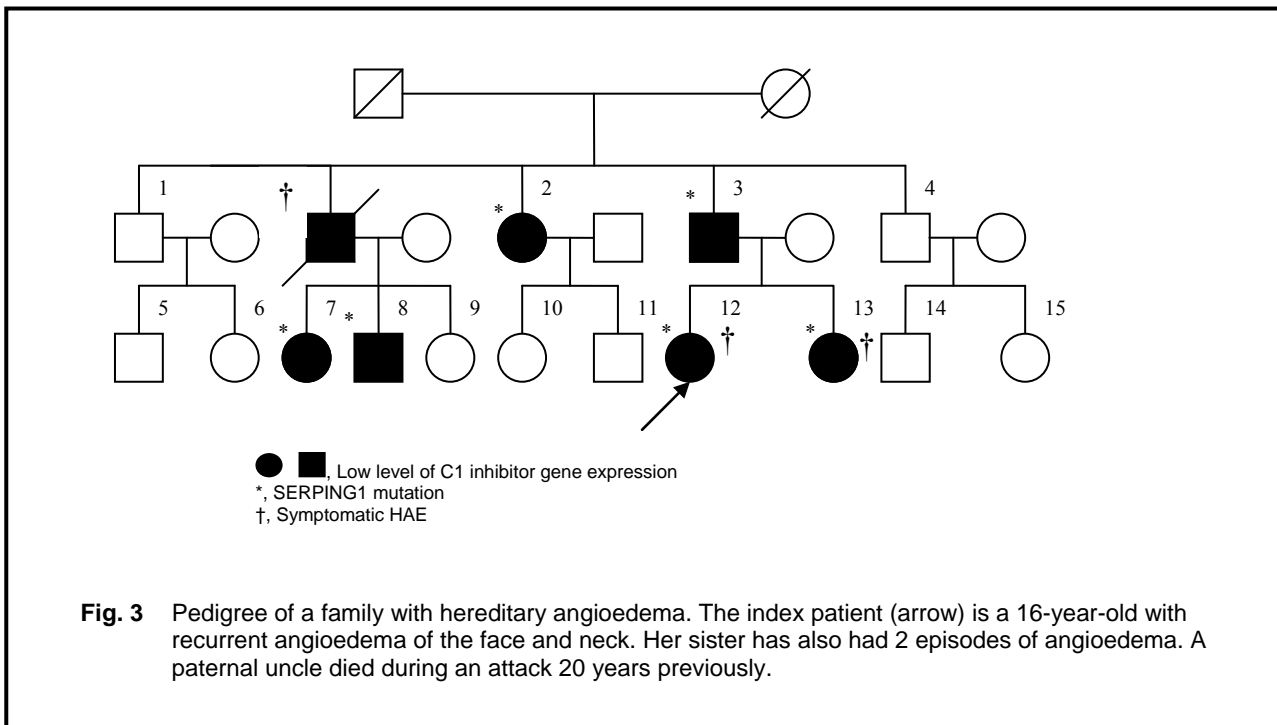 1 † 2 * 3 * 4
5 6 7 * 8 * 9 10 11 12 * † 13 * † 14 15
, Low level of C1 inhibitor gene expression
*, SERPING1 mutation
†, Symptomatic HAE
Fig. 3 Pedigree of a family with hereditary angioedema. The index patient (arrow) is a 16-year-old with
recurrent angioedema of the face and neck. Her sister has also had 2 episodes of angioedema. A
paternal uncle died during an attack 20 years previously.